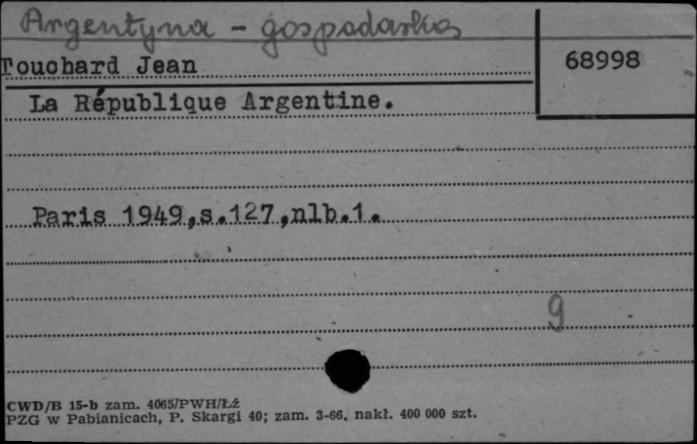 Argentyna - gospodarka
Touchard Jean
68998
La République Argentine.
Paris 1949,s.127,nlb.1.
9
CWD/B 15-b zam. 4065/PWH/Łź
PZG w Pabianicach, P. Skargi 40; zam. 3-66. nakł. 400 000 szt.